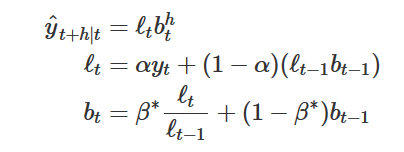 ŷ_{t+h|t} = ℓ_t b_t^h
ℓ_t = αy_t + (1 − α)(ℓ_{t−1}b_{t−1})
b_t = β* ℓ_t/ℓ_{t−1} + (1 − β*)b_{t−1}